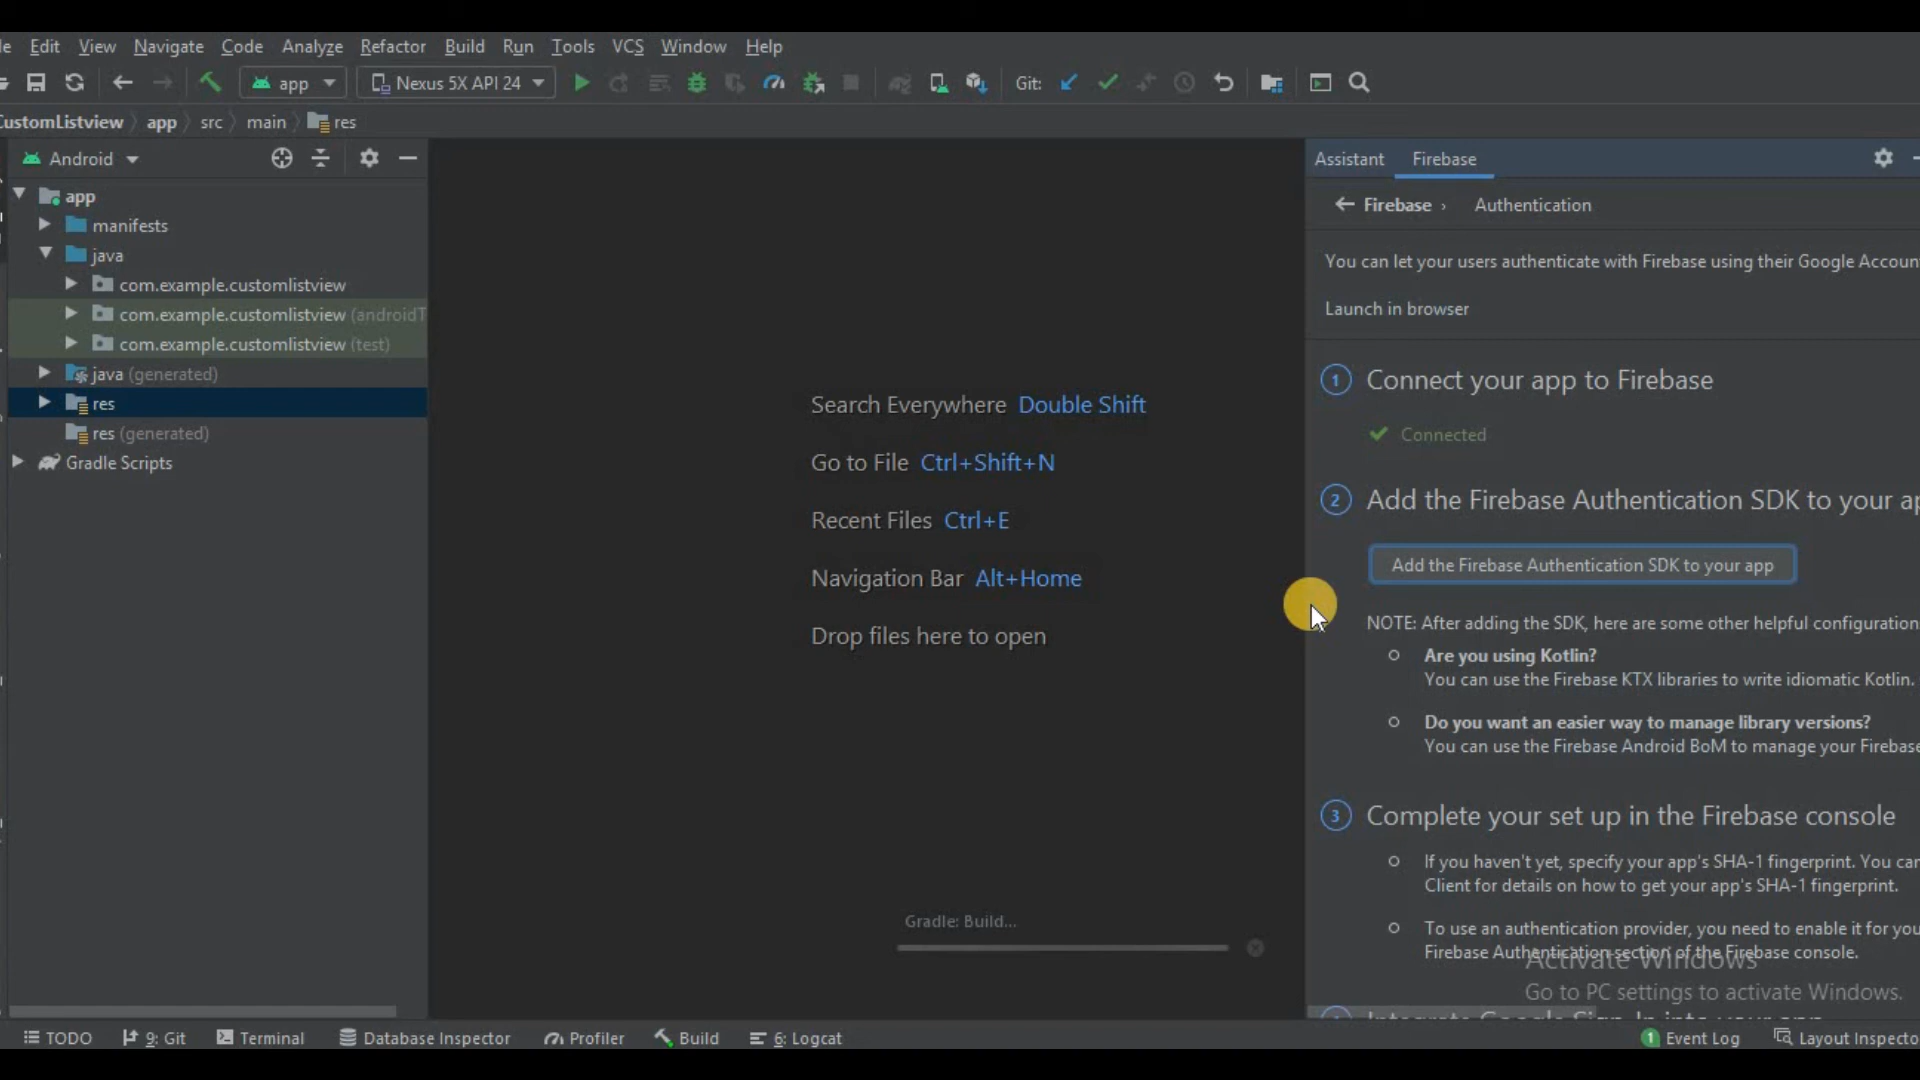 le Edit View Navigate Code Analyze Refactor Build Run Tools VCS Window Help
app Nexus 5X API 24 Git:
CustomListview app src main res
Android
app
manifests
java
com.example.customlistview
com.example.customlistview (androidT
com.example.customlistview (test)
java (generated)
res
res (generated)
Gradle Scripts
Search Everywhere Double Shift
Go to File Ctrl+Shift+N
Recent Files Ctrl+E
Navigation Bar Alt+Home
Drop files here to open
Gradle: Build...
Assistant Firebase
← Firebase › Authentication
You can let your users authenticate with Firebase using their Google Accoun
Launch in browser
1 Connect your app to Firebase
Connected
2 Add the Firebase Authentication SDK to your ap
Add the Firebase Authentication SDK to your app
NOTE: After adding the SDK, here are some other helpful configuration
Are you using Kotlin?
You can use the Firebase KTX libraries to write idiomatic Kotlin.
Do you want an easier way to manage library versions?
You can use the Firebase Android BoM to manage your Firebase
3 Complete your set up in the Firebase console
If you haven't yet, specify your app's SHA-1 fingerprint. You can
Client for details on how to get your app's SHA-1 fingerprint.
To use an authentication provider, you need to enable it for you
Firebase Authentication section of the Firebase console.
Activate Windows
Go to PC settings to activate Windows.
Integrate Google Sign-In into your app
TODO 9: Git Terminal Database Inspector Profiler Build 6: Logcat 1 Event Log Layout Inspecto